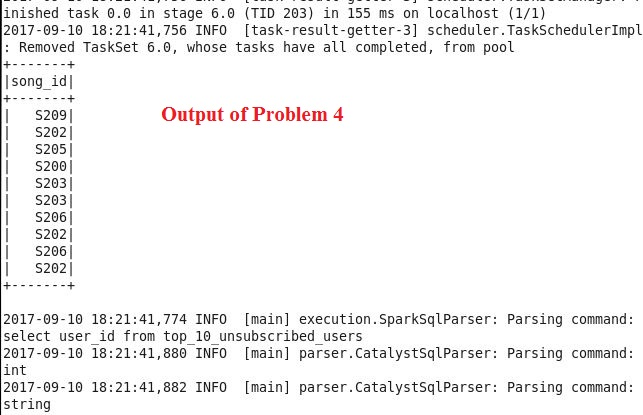 inished task 0.0 in stage 6.0 (TID 203) in 155 ms on localhost (1/1)
2017-09-10 18:21:41,756 INFO  [task-result-getter-3] scheduler.TaskSchedulerImpl
: Removed TaskSet 6.0, whose tasks have all completed, from pool
+-------+
|song_id|
+-------+
Output of Problem 4
|   S209|
|   S202|
|   S205|
|   S200|
|   S203|
|   S203|
|   S206|
|   S202|
|   S206|
|   S202|
+-------+
2017-09-10 18:21:41,774 INFO  [main] execution.SparkSqlParser: Parsing command:
select user_id from top_10_unsubscribed_users
2017-09-10 18:21:41,880 INFO  [main] parser.CatalystSqlParser: Parsing command:
int
2017-09-10 18:21:41,882 INFO  [main] parser.CatalystSqlParser: Parsing command:
string